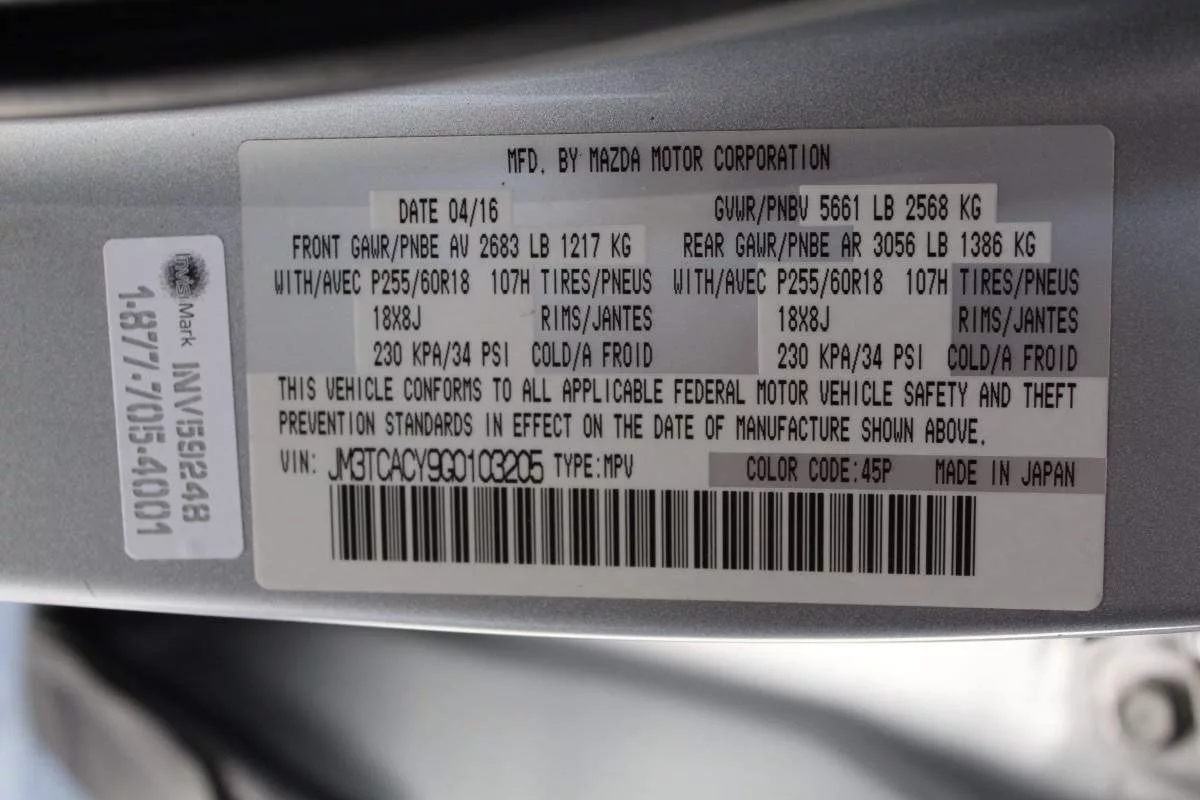 MFD. BY MAZDA MOTOR CORPORATION
DATE 04/16
GVWR/PNBV 5661 LB 2568 KG
FRONT GAWR/PNBE AV 2683 LB 1217 KG
REAR GAWR/PNBE AR 3056 LB 1386 KG
WITH/AVEC P255/60R18 107H TIRES/PNEUS
WITH/AVEC P255/60R18 107H TIRES/PNEUS
18X8J RIMS/JANTES
18X8J RIMS/JANTES
230 KPA/34 PSI COLD/A FROID
230 KPA/34 PSI COLD/A FROID
THIS VEHICLE CONFORMS TO ALL APPLICABLE FEDERAL MOTOR VEHICLE SAFETY AND THEFT
PREVENTION STANDARDS IN EFFECT ON THE DATE OF MANUFACTURE SHOWN ABOVE.
VIN: JM3TCACY9G0103205 TYPE:MPV COLOR CODE:45P MADE IN JAPAN
Mark
INV1591248
1-877-705-4001